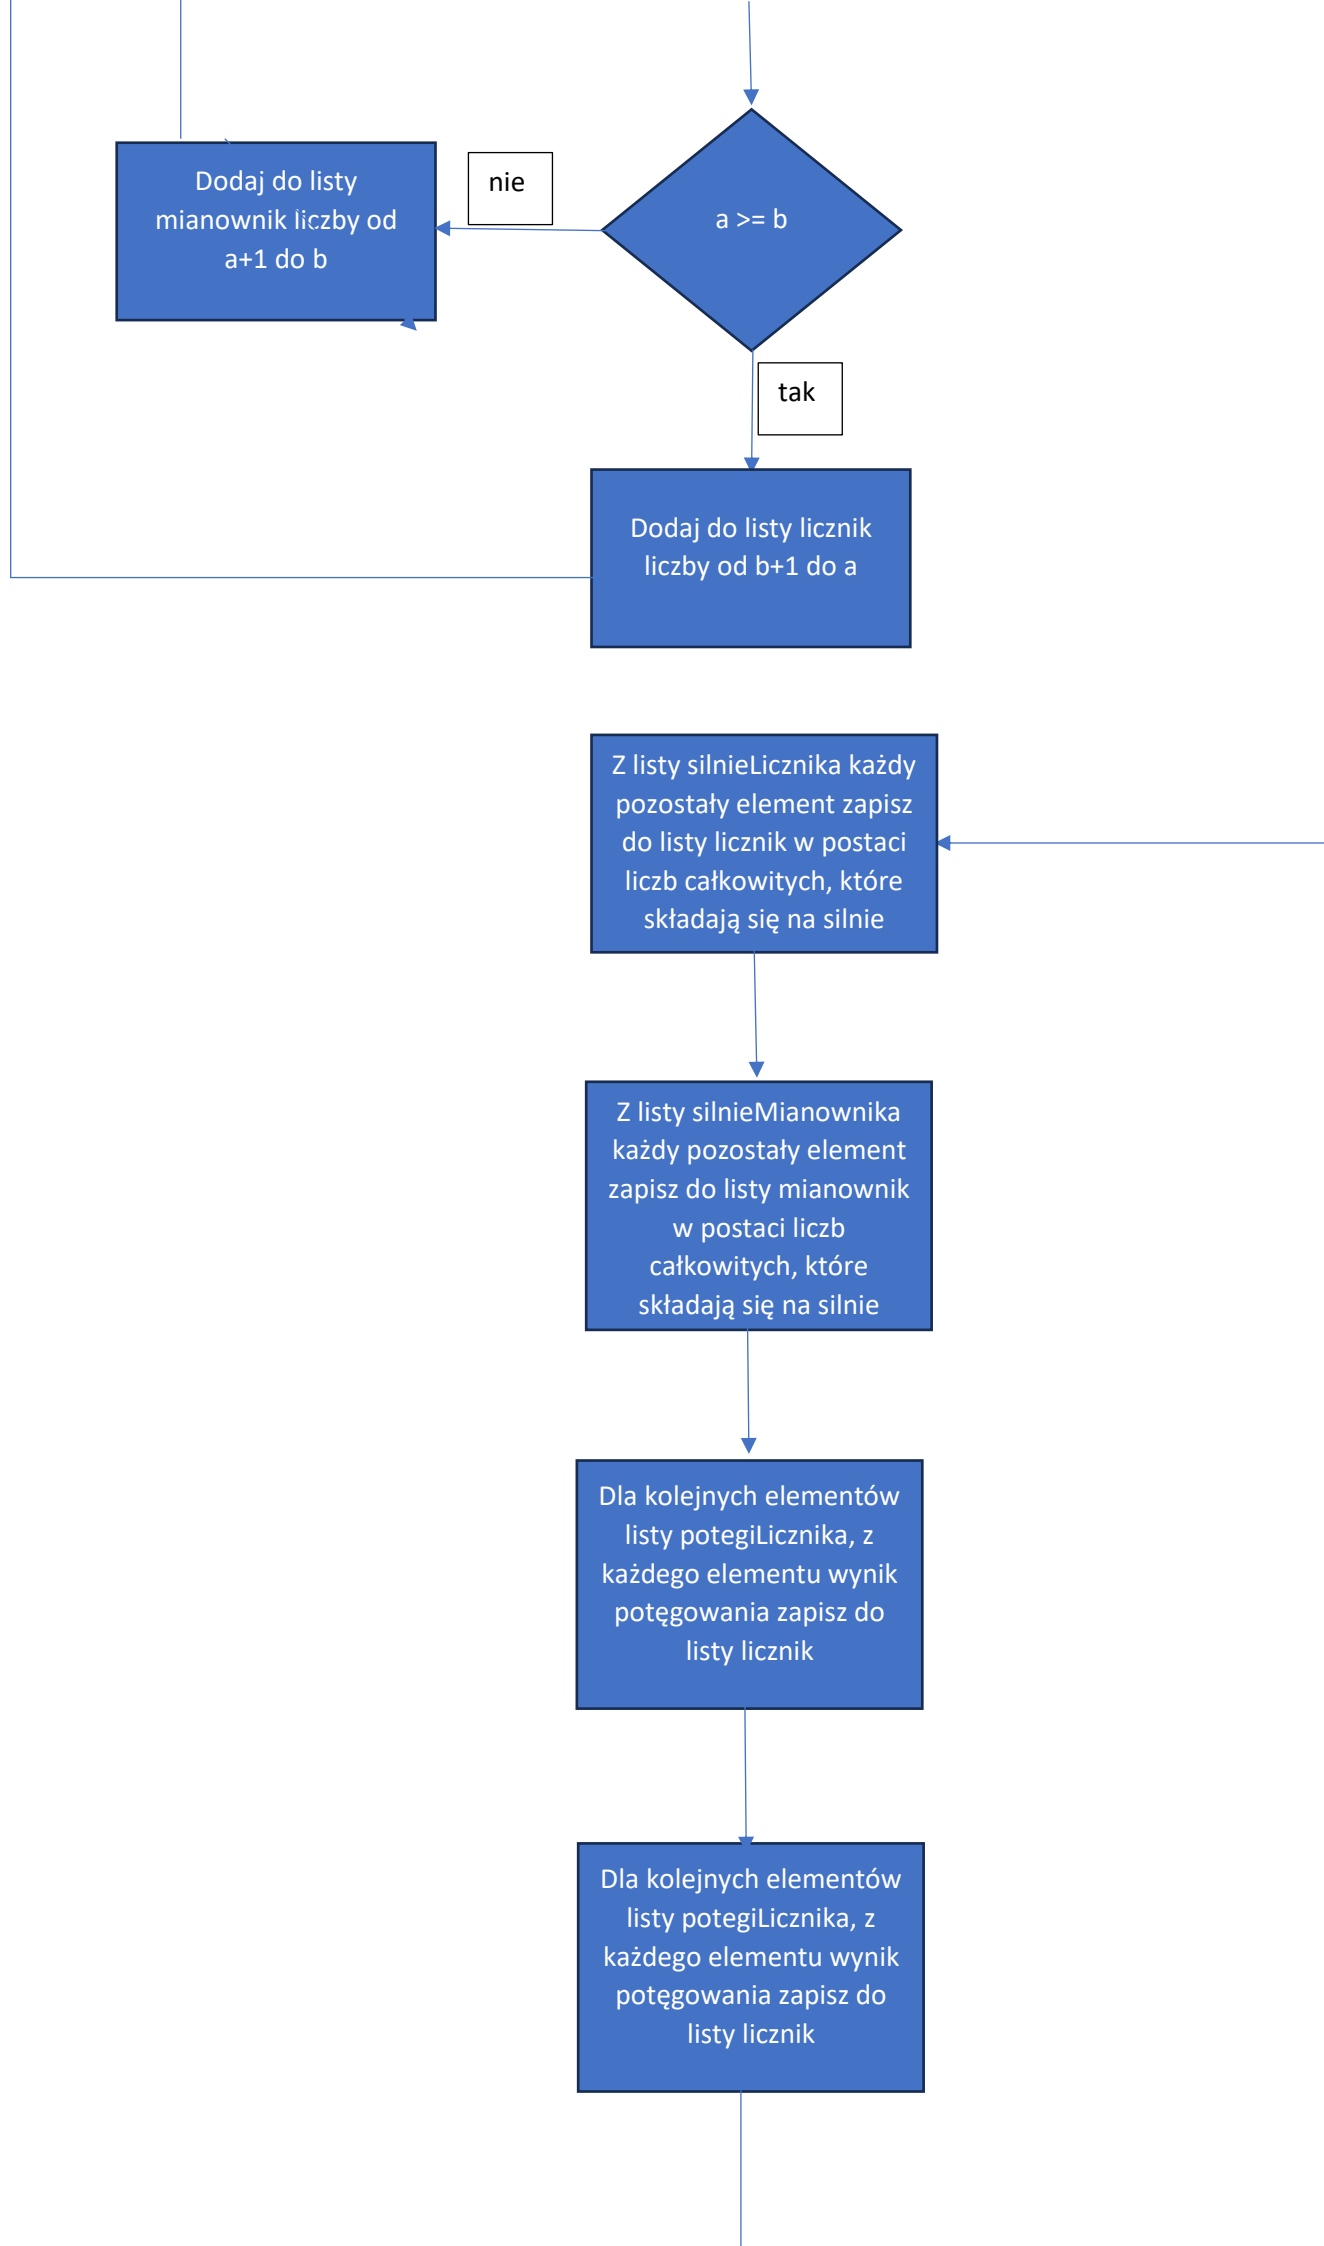 Dodaj do listy
mianownik liczby od
a+1 do b
nie
a >= b
tak
Dodaj do listy licznik
liczby od b+1 do a
Z listy silnieLicznika każdy
pozostały element zapisz
do listy licznik w postaci
liczb całkowitych, które
składają się na silnie
Z listy silnieMianownika
każdy pozostały element
zapisz do listy mianownik
w postaci liczb
całkowitych, które
składają się na silnie
Dla kolejnych elementów
listy potegiLicznika, z
każdego elementu wynik
potęgowania zapisz do
listy licznik
Dla kolejnych elementów
listy potegiLicznika, z
każdego elementu wynik
potęgowania zapisz do
listy licznik